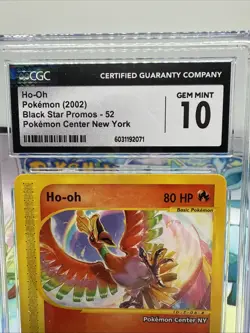 CGC
CERTIFIED GUARANTY COMPANY
Ho-Oh
Pokémon (2002)
Black Star Promos - 52
Pokémon Center New York
GEM MINT
10
6031192071
Ho-oh
80 HP
Basic Pokémon
Pokémon Center NY